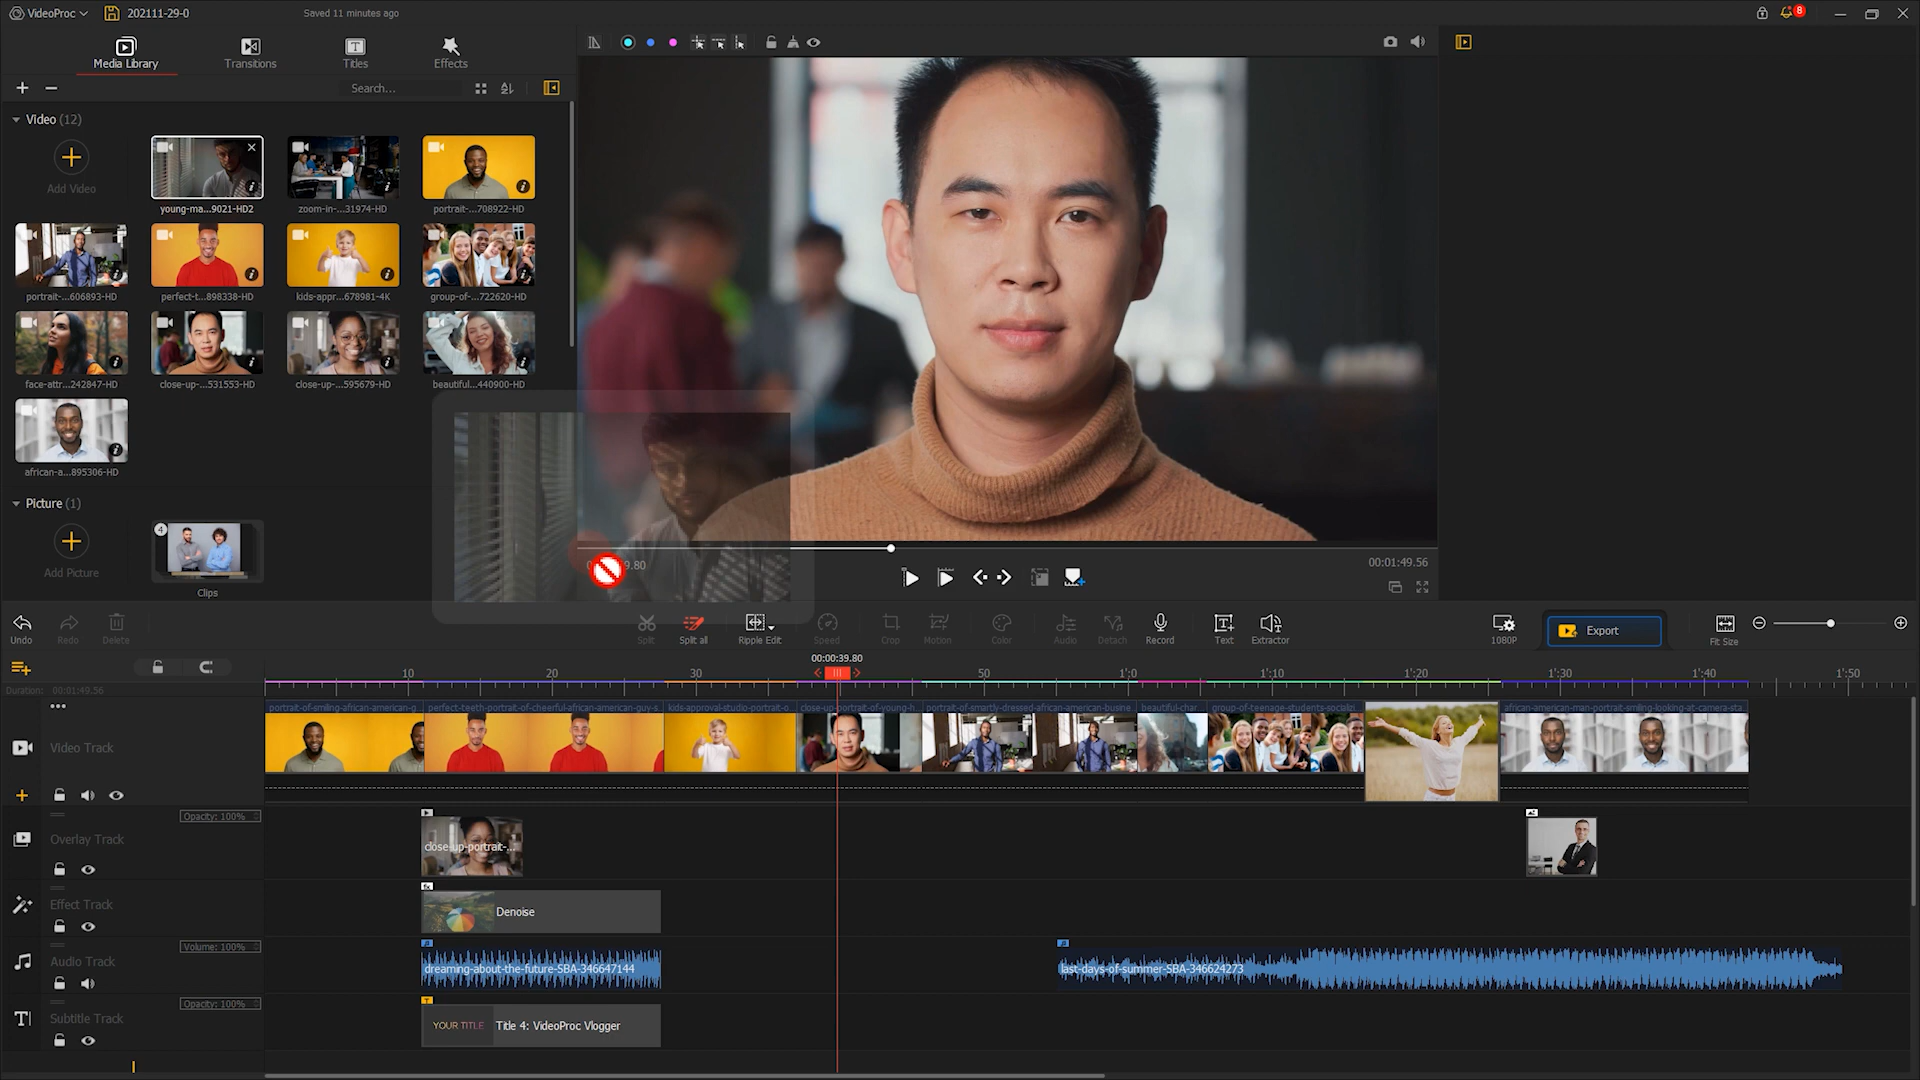 VideoProc
202111-29-0
Saved 11 minutes ago
8
Media Library
Transitions
Titles
Effects
Search...
Video (12)
Add Video
young-ma...9021-HD2
zoom-in-...31974-HD
portrait-...708922-HD
portrait-...606893-HD
perfect-t...898338-HD
kids-appr...678981-4K
group-of-...722620-HD
face-attr...242847-HD
close-up-...531553-HD
close-up-...595679-HD
beautiful...440900-HD
african-a...895306-HD
Picture (1)
Add Picture
4
Clips
9.80
00:01:49.56
Undo
Redo
Delete
Split
Split all
Ripple Edit
Speed
Crop
Motion
Color
Audio
Detach
Record
Text
Extractor
1080P
Export
Fit Size
00:00:39.80
10
20
30
50
1:0
1:10
1:20
1:30
1:40
1:50
Duration: 00:01:49.56
portrait-of-smiling-african-american-g
perfect-teeth-portrait-of-cheerful-african-american-guy-s
kids-approval-studio-portrait-o
close-up-portrait-of-young-h
portrait-of-smartly-dressed-african-american-busine
beautiful-char
group-of-teenage-students-socializi
african-american-man-portrait-smiling-looking-at-camera-sta
Video Track
Opacity: 100%
Overlay Track
close-up-portrait-...
Effect Track
fx
Denoise
Volume: 100%
Audio Track
dreaming-about-the-future-SBA-346647144
last-days-of-summer-SBA-346624273
Opacity: 100%
Subtitle Track
T
YOUR TITLE
Title 4: VideoProc Vlogger